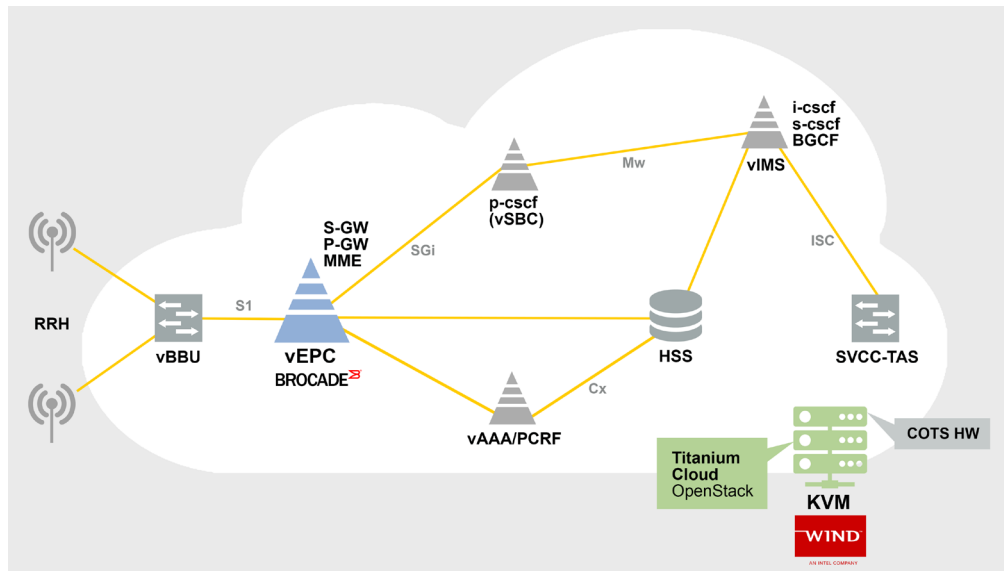 i-cscf
s-cscf
BGCF
vIMS
Mw
p-cscf
(vSBC)
S-GW
P-GW
MME
SGi
ISC
S1
RRH
vBBU
vEPC
BROCADE
HSS
SVCC-TAS
Cx
vAAA/PCRF
COTS HW
Titanium
Cloud
OpenStack
KVM
WIND
AN INTEL COMPANY